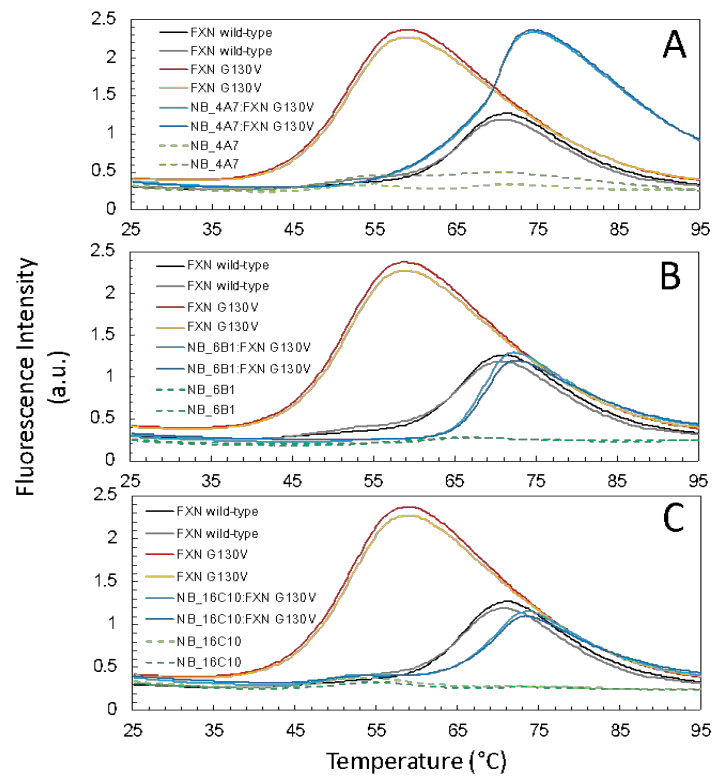 2.5
2
1.5
1
0.5
0
FXN wild-type
FXN wild-type
FXN G130V
FXN G130V
NB_4A7:FXN G130V
NB_4A7:FXN G130V
NB_4A7
NB_4A7
A
25 35 45 55 65 75 85 95
2.5
2
1.5
1
0.5
0
FXN wild-type
FXN wild-type
FXN G130V
FXN G130V
NB_6B1:FXN G130V
NB_6B1:FXN G130V
NB_6B1
NB_6B1
B
25 35 45 55 65 75 85 95
2.5
2
1.5
1
0.5
0
FXN wild-type
FXN wild-type
FXN G130V
FXN G130V
NB_16C10:FXN G130V
NB_16C10:FXN G130V
NB_16C10
NB_16C10
C
25 35 45 55 65 75 85 95
Fluorescence Intensity
(a.u.)
Temperature (°C)